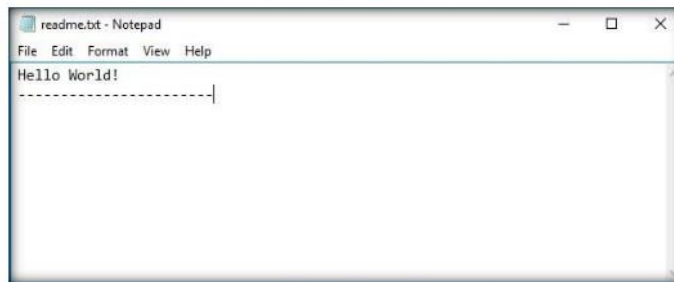 readme.txt - Notepad
File Edit Format View Help
Hello World!
-----------------------